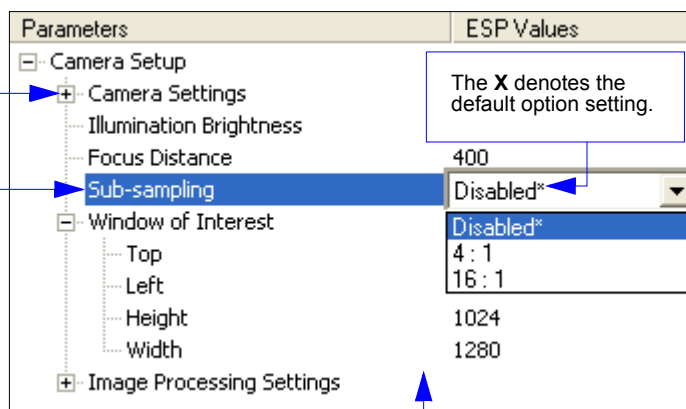 Parameters ESP Values
Camera Setup
Camera Settings
The X denotes the
default option setting.
Illumination Brightness
Focus Distance 400
Sub-sampling Disabled*
Window of Interest Disabled*
Top 4 : 1
Left 16 : 1
Height 1024
Width 1280
Image Processing Settings